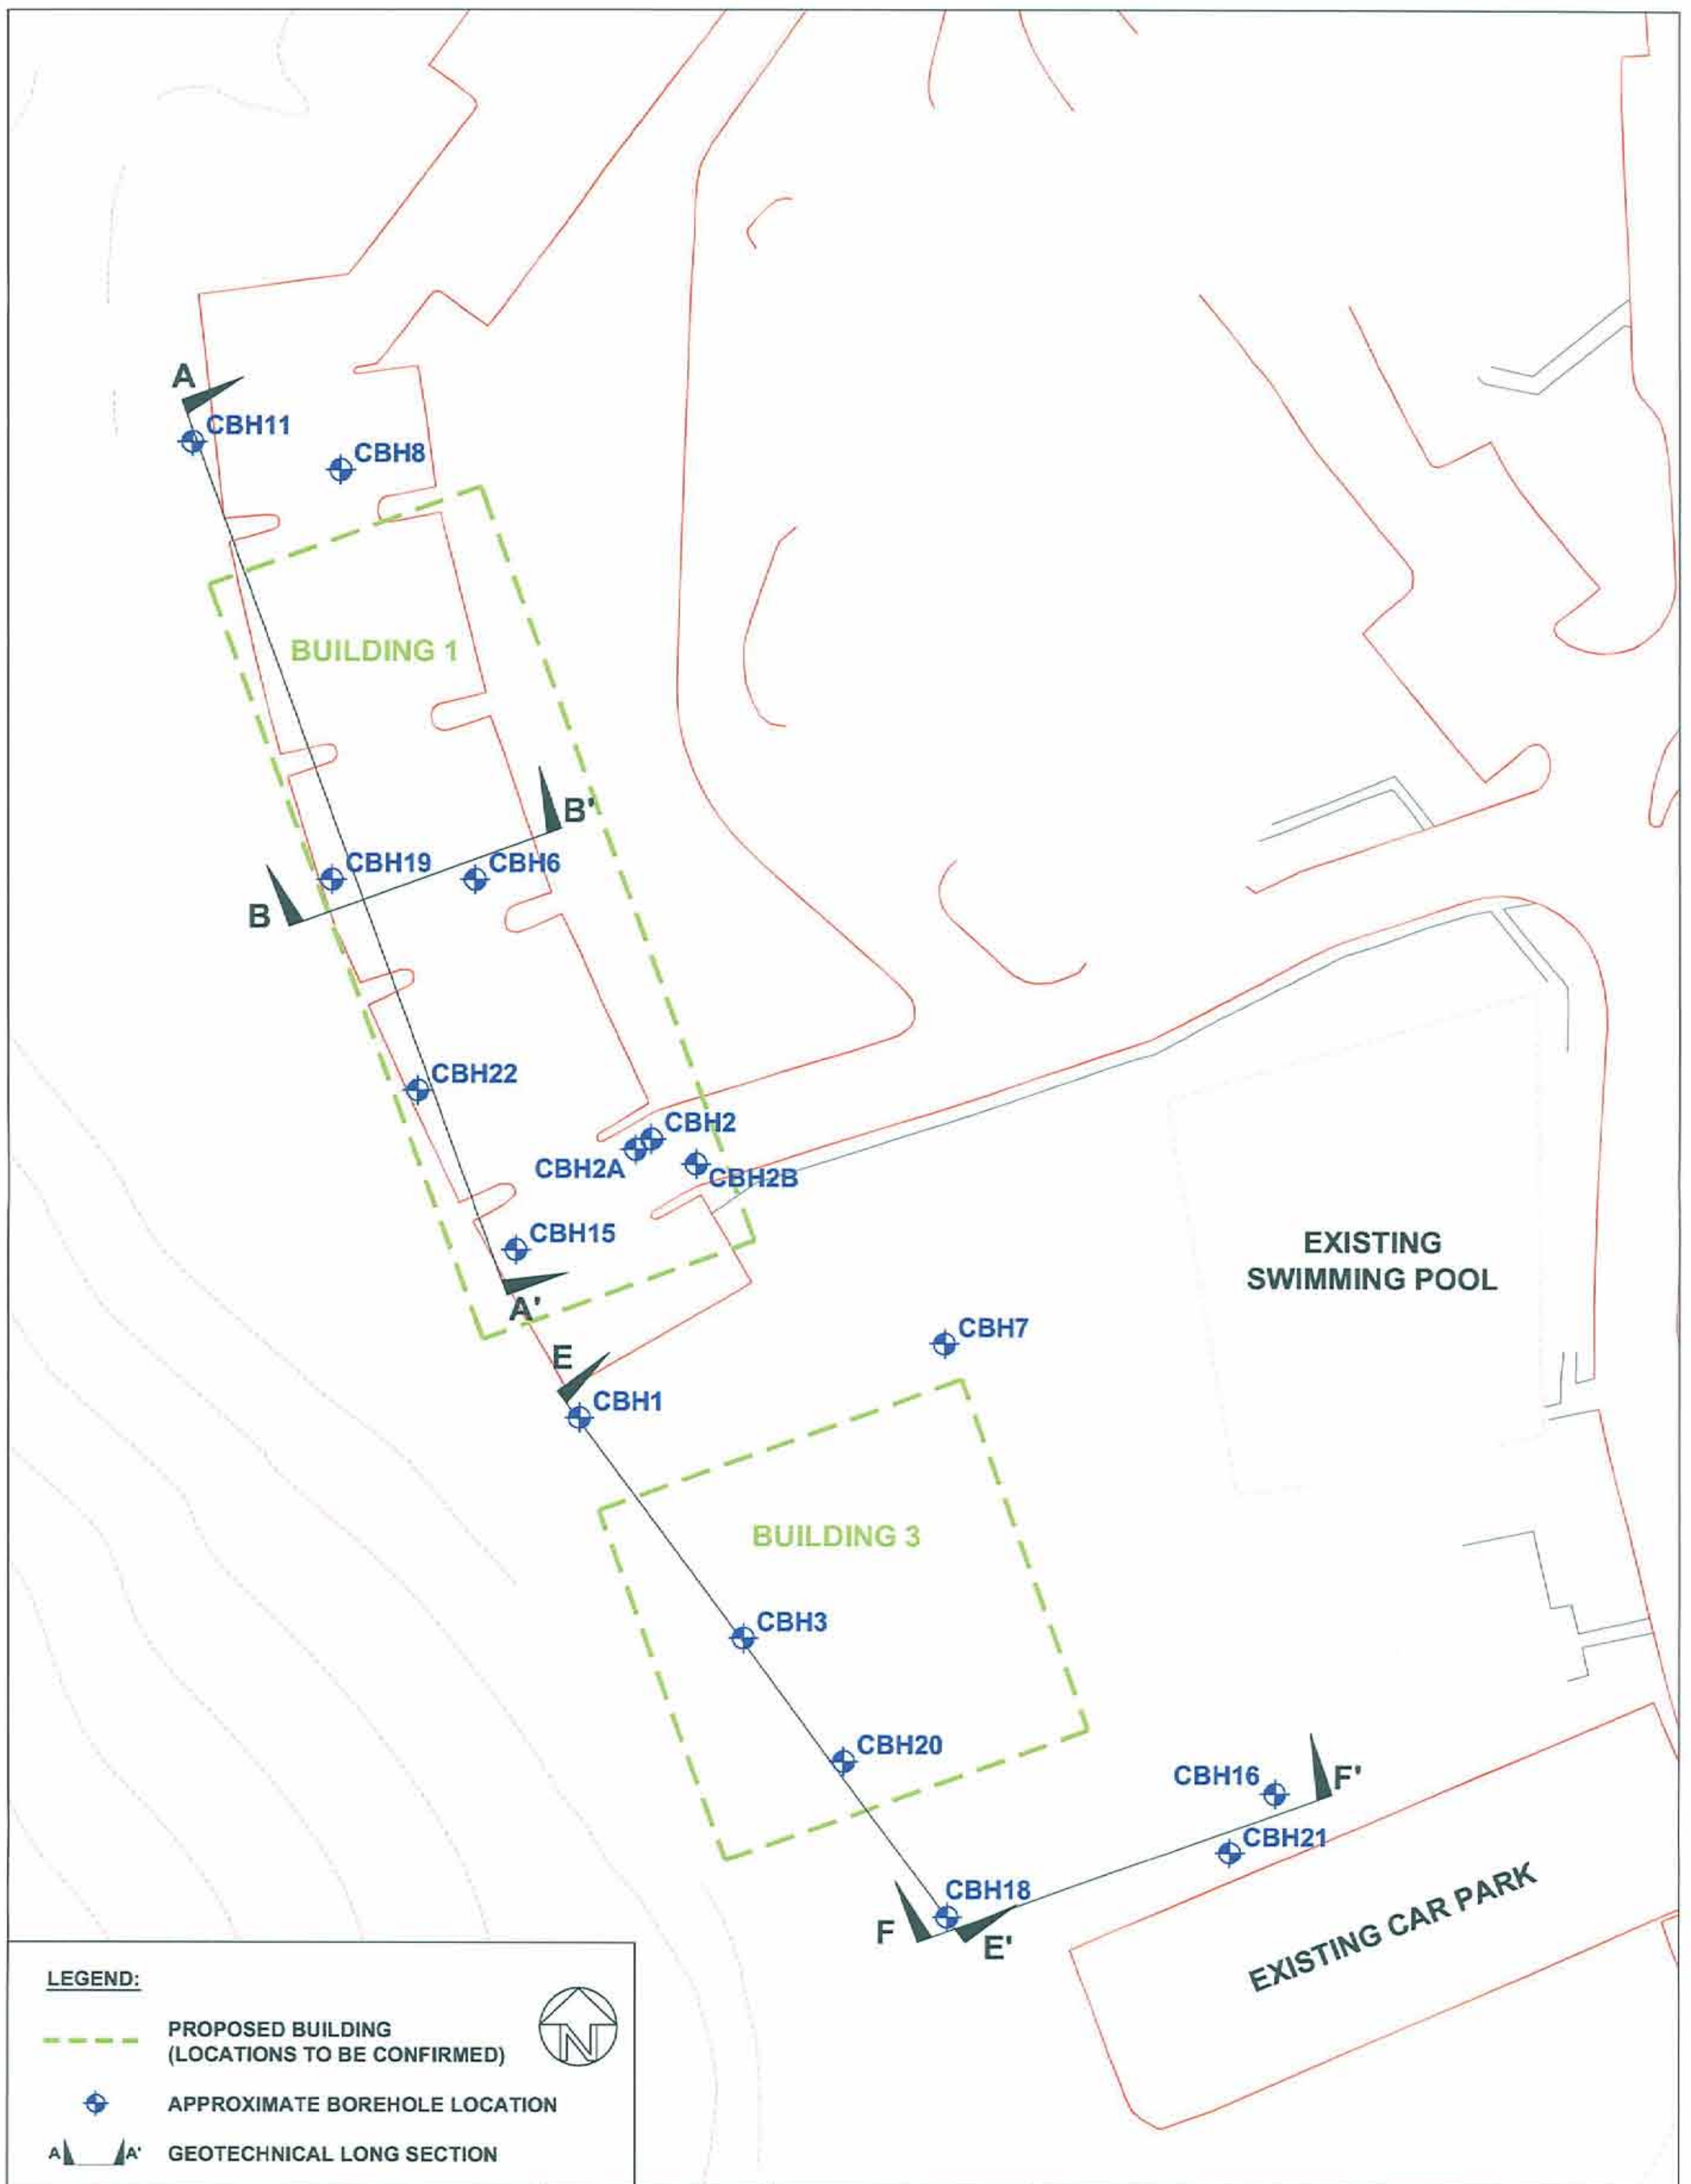 A
CBH11
CBH8
BUILDING 1
B'
CBH19
CBH6
B
CBH22
CBH2
CBH2A
CBH2B
CBH15
A'
EXISTING
SWIMMING POOL
CBH7
E
CBH1
BUILDING 3
CBH3
CBH20
CBH16
F'
CBH21
CBH18
F
E'
EXISTING CAR PARK
LEGEND:
PROPOSED BUILDING
(LOCATIONS TO BE CONFIRMED)
N
APPROXIMATE BOREHOLE LOCATION
A A' GEOTECHNICAL LONG SECTION